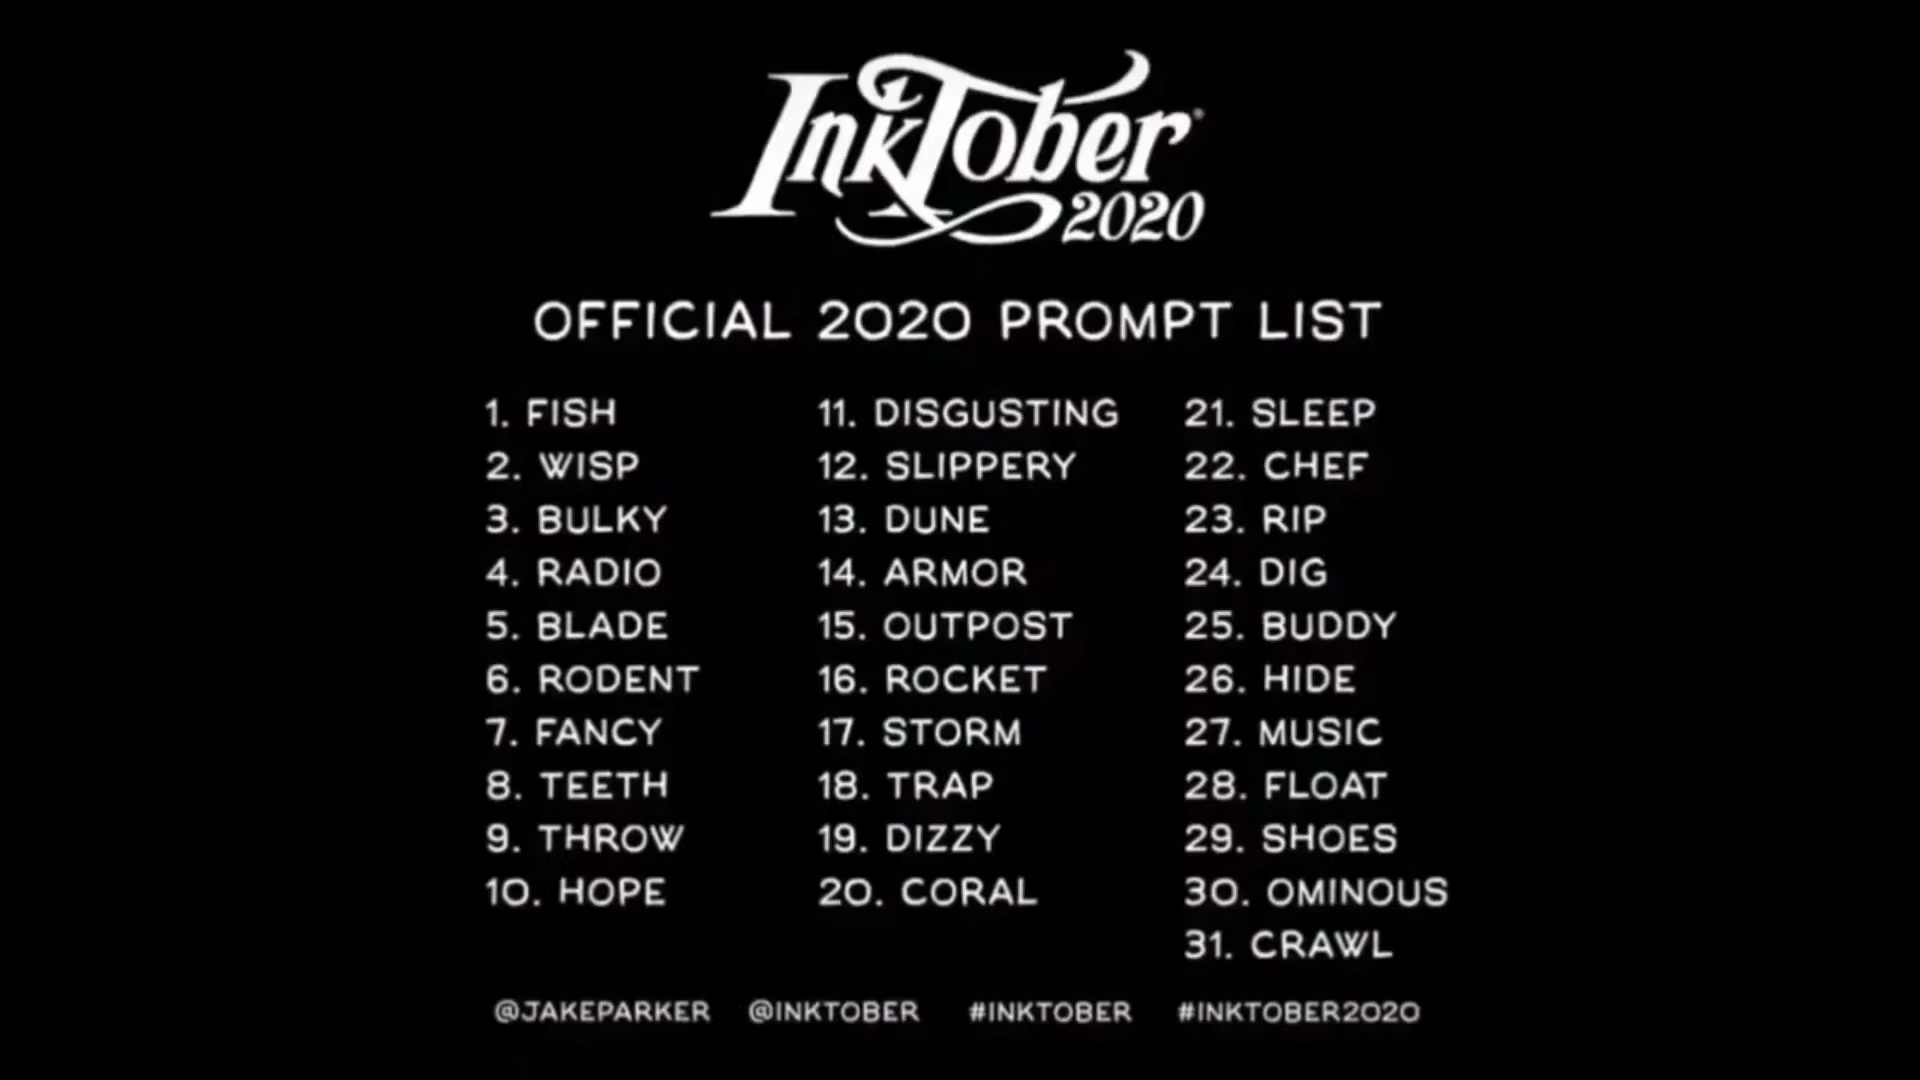 InkTober®
2020
OFFICIAL 2020 PROMPT LIST
1. FISH
2. WISP
3. BULKY
4. RADIO
5. BLADE
6. RODENT
7. FANCY
8. TEETH
9. THROW
10. HOPE
11. DISGUSTING
12. SLIPPERY
13. DUNE
14. ARMOR
15. OUTPOST
16. ROCKET
17. STORM
18. TRAP
19. DIZZY
20. CORAL
21. SLEEP
22. CHEF
23. RIP
24. DIG
25. BUDDY
26. HIDE
27. MUSIC
28. FLOAT
29. SHOES
30. OMINOUS
31. CRAWL
@JAKEPARKER @INKTOBER #INKTOBER #INKTOBER2020